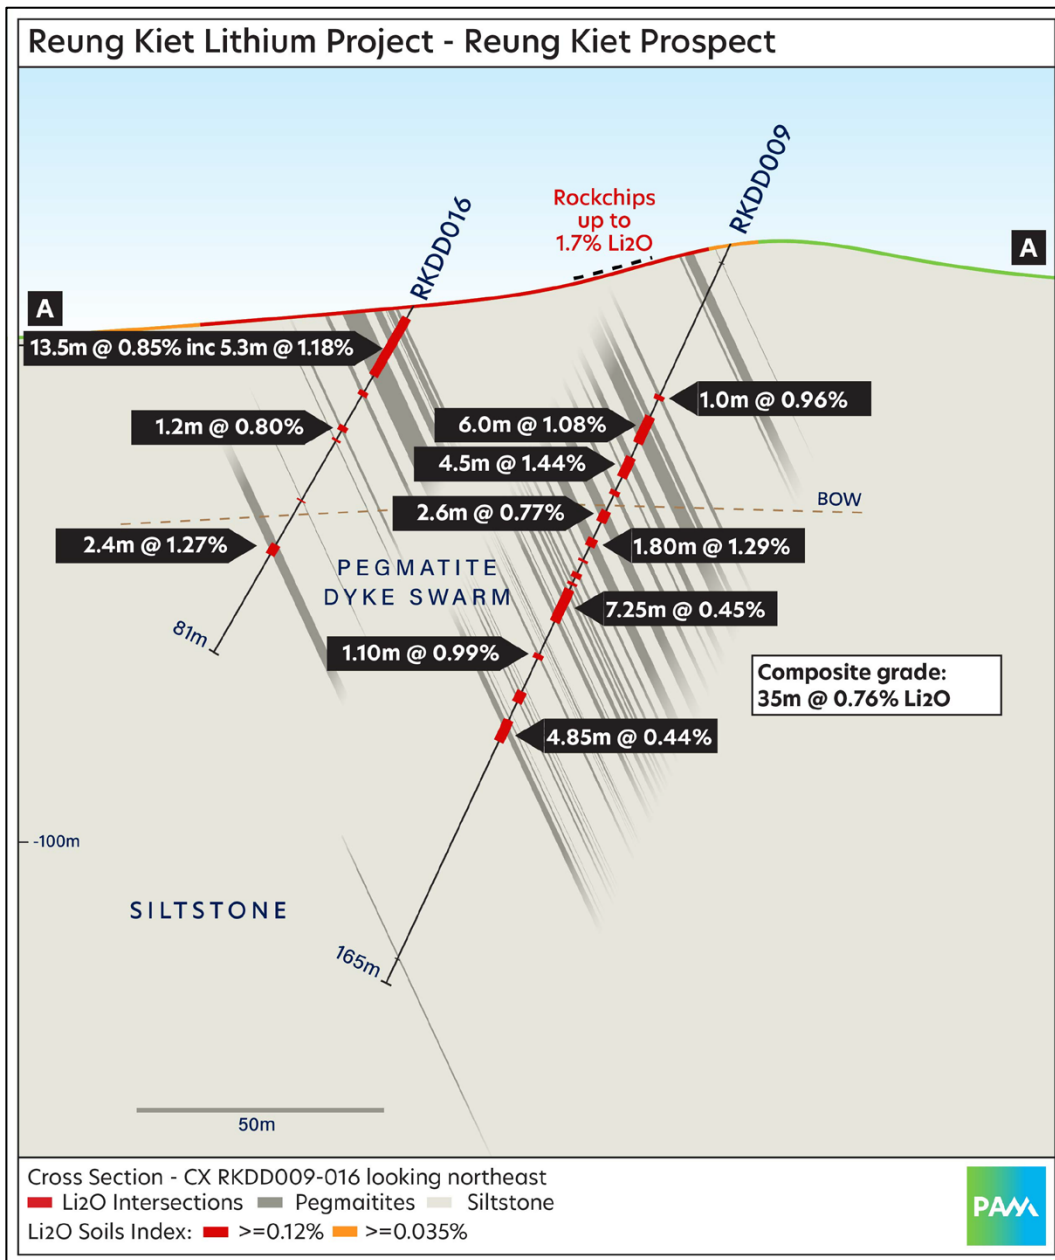 Reung Kiet Lithium Project - Reung Kiet Prospect
RKDD009
RKDD016
Rockchips
up to
1.7% Li2O
A
A
13.5m @ 0.85% inc 5.3m @ 1.18%
1.0m @ 0.96%
1.2m @ 0.80%
6.0m @ 1.08%
4.5m @ 1.44%
BOW
2.6m @ 0.77%
2.4m @ 1.27%
1.80m @ 1.29%
PEGMATITE
DYKE SWARM
7.25m @ 0.45%
81m
1.10m @ 0.99%
Composite grade:
35m @ 0.76% Li2O
4.85m @ 0.44%
-100m
SILTSTONE
165m
50m
Cross Section - CX RKDD009-016 looking northeast
Li2O Intersections Pegmaitites Siltstone
Li2O Soils Index: >=0.12% >=0.035%
PAM